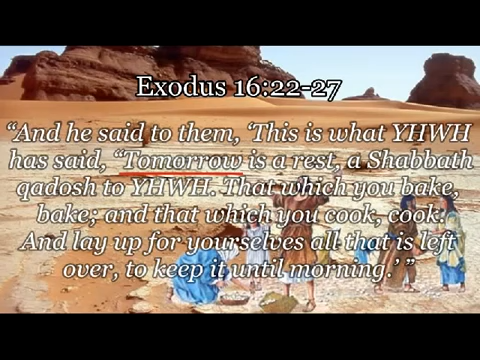 Exodus 16:22-27
“And he said to them, ‘This is what YHWH
has said, “Tomorrow is a rest, a Shabbath
qadosh to YHWH. That which you bake,
bake; and that which you cook, cook.
And lay up for yourselves all that is left
over, to keep it until morning.’ ”